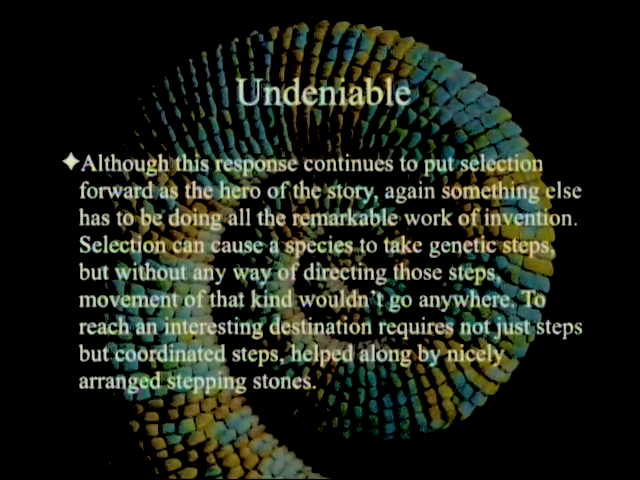 Undeniable
✦Although this response continues to put selection
forward as the hero of the story, again something else
has to be doing all the remarkable work of invention.
Selection can cause a species to take genetic steps,
but without any way of directing those steps,
movement of that kind wouldn't go anywhere. To
reach an interesting destination requires not just steps
but coordinated steps, helped along by nicely
arranged stepping stones.